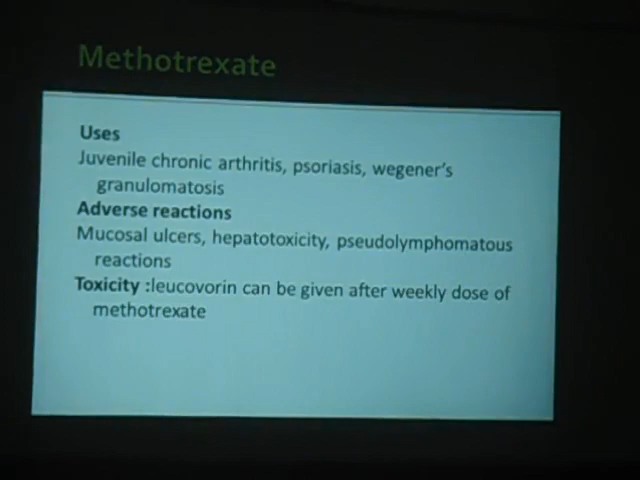 Methotrexate
Uses
Juvenile chronic arthritis, psoriasis, wegener's
granulomatosis
Adverse reactions
Mucosal ulcers, hepatotoxicity, pseudolymphomatous
reactions
Toxicity :leucovorin can be given after weekly dose of
methotrexate